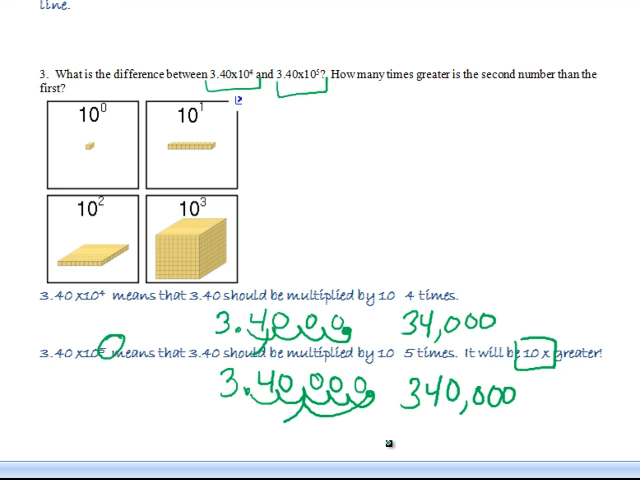 line.
3. What is the difference between 3.40x10⁴ and 3.40x10⁵? How many times greater is the second number than the
first?
10⁰
10¹
10²
10³
3.40 x10⁴ means that 3.40 should be multiplied by 10 4 times.
3.4000 34,000
3.40 x10⁵ means that 3.40 should be multiplied by 10 5 times. It will be 10 x greater!
3.40000 340,000